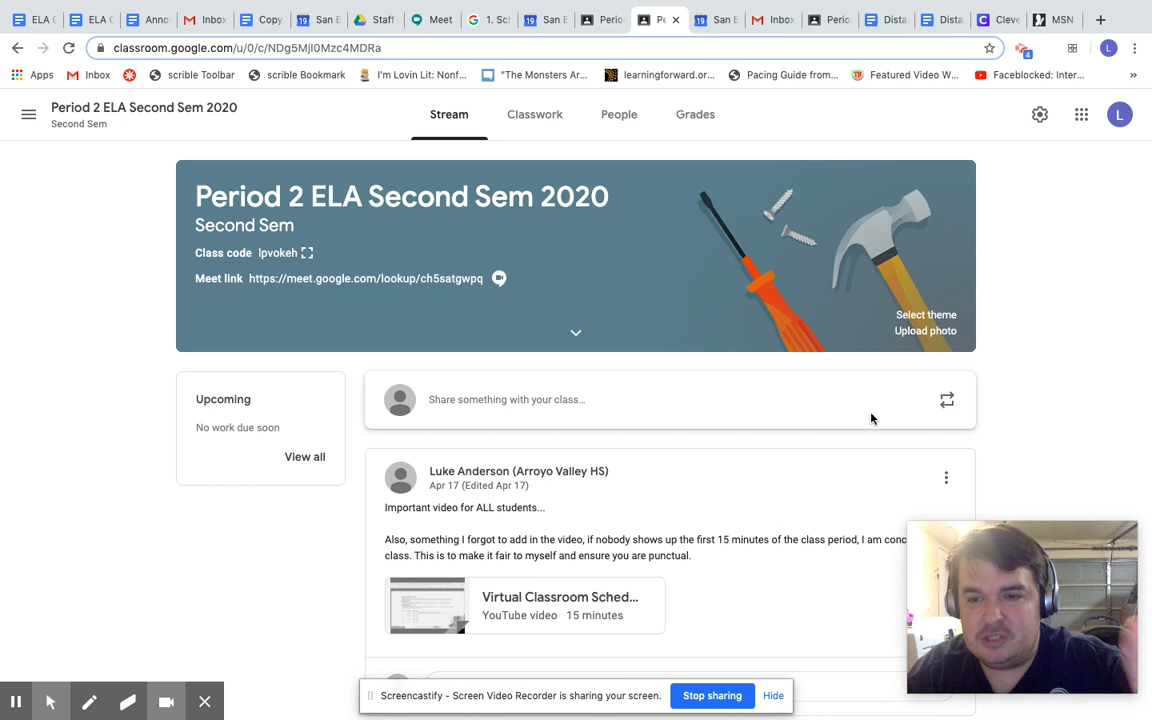 ELA C
ELA C
Anno
Inbox
Copy
San B
Staff
Meet
1. Sc
San B
Perio
Pe
San B
Inbox
Perio
Dista
Dista
Cleve
MSN
classroom.google.com/u/0/c/NDg5MjI0Mzc4MDRa
L
4
Apps
Inbox
scrible Toolbar
scrible Bookmark
I'm Lovin Lit: Nonf...
"The Monsters Ar...
learningforward.or...
Pacing Guide from...
Featured Video W...
Faceblocked: Inter...
Period 2 ELA Second Sem 2020
Second Sem
Stream
Classwork
People
Grades
L
Period 2 ELA Second Sem 2020
Second Sem
Class code lpvokeh
Meet link https://meet.google.com/lookup/ch5satgwpq
Select theme
Upload photo
Upcoming
No work due soon
View all
Share something with your class...
Luke Anderson (Arroyo Valley HS)
Apr 17 (Edited Apr 17)
Important video for ALL students...
Also, something I forgot to add in the video, if nobody shows up the first 15 minutes of the class period, I am conc
class. This is to make it fair to myself and ensure you are punctual.
Virtual Classroom Sched...
YouTube video 15 minutes
Screencastify - Screen Video Recorder is sharing your screen.
Stop sharing
Hide